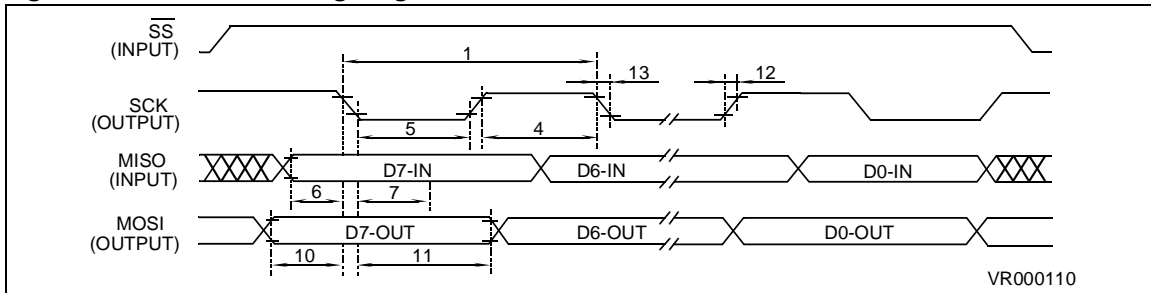 SS
(INPUT)
1
13
12
SCK
(OUTPUT)
5
4
MISO
(INPUT)
D7-IN
D6-IN
D0-IN
6
7
MOSI
(OUTPUT)
D7-OUT
D6-OUT
D0-OUT
10
11
VR000110